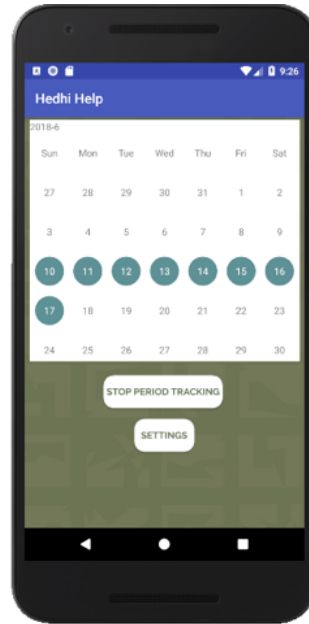 9:26
Hedhi Help
2018-6
Sun Mon Tue Wed Thu Fri Sat
27 28 29 30 31 1 2
3 4 5 6 7 8 9
10 11 12 13 14 15 16
17 18 19 20 21 22 23
24 25 26 27 28 29 30
STOP PERIOD TRACKING
SETTINGS